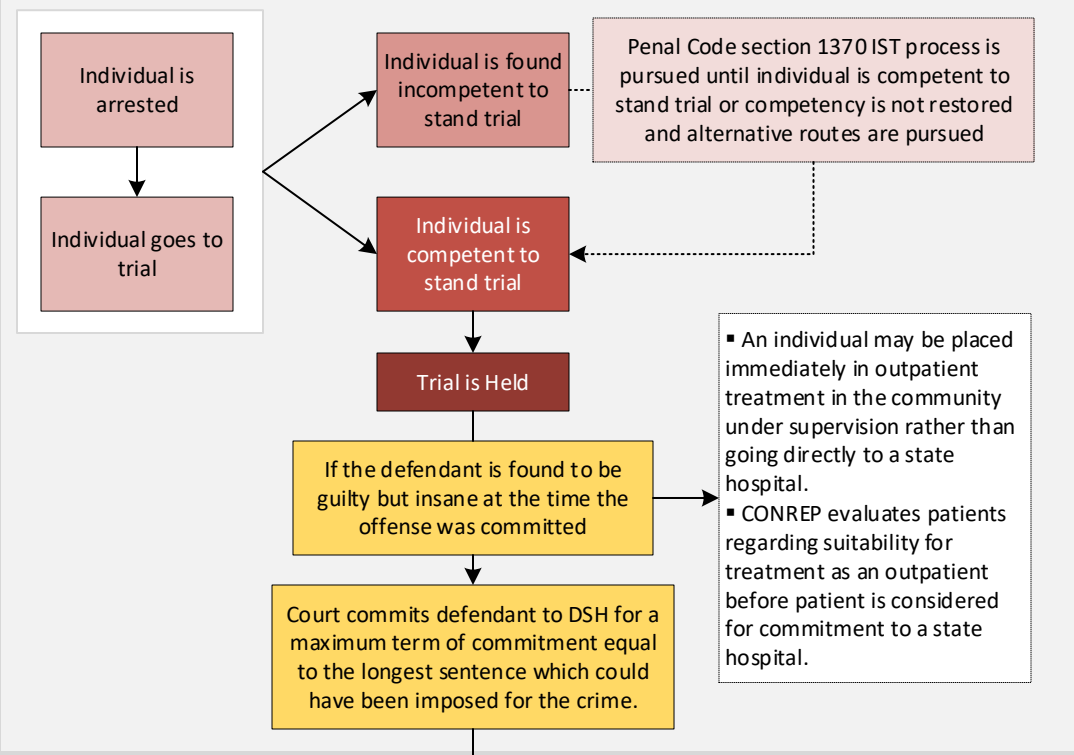 Individual is
arrested
Individual goes to
trial
Individual is found
incompetent to
stand trial
Penal Code section 1370 IST process is
pursued until individual is competent to
stand trial or competency is not restored
and alternative routes are pursued
Individual is
competent to
stand trial
Trial is Held
If the defendant is found to be
guilty but insane at the time the
offense was committed
▪ An individual may be placed
immediately in outpatient
treatment in the community
under supervision rather than
going directly to a state
hospital.
▪ CONREP evaluates patients
regarding suitability for
treatment as an outpatient
before patient is considered
for commitment to a state
hospital.
Court commits defendant to DSH for a
maximum term of commitment equal
to the longest sentence which could
have been imposed for the crime.